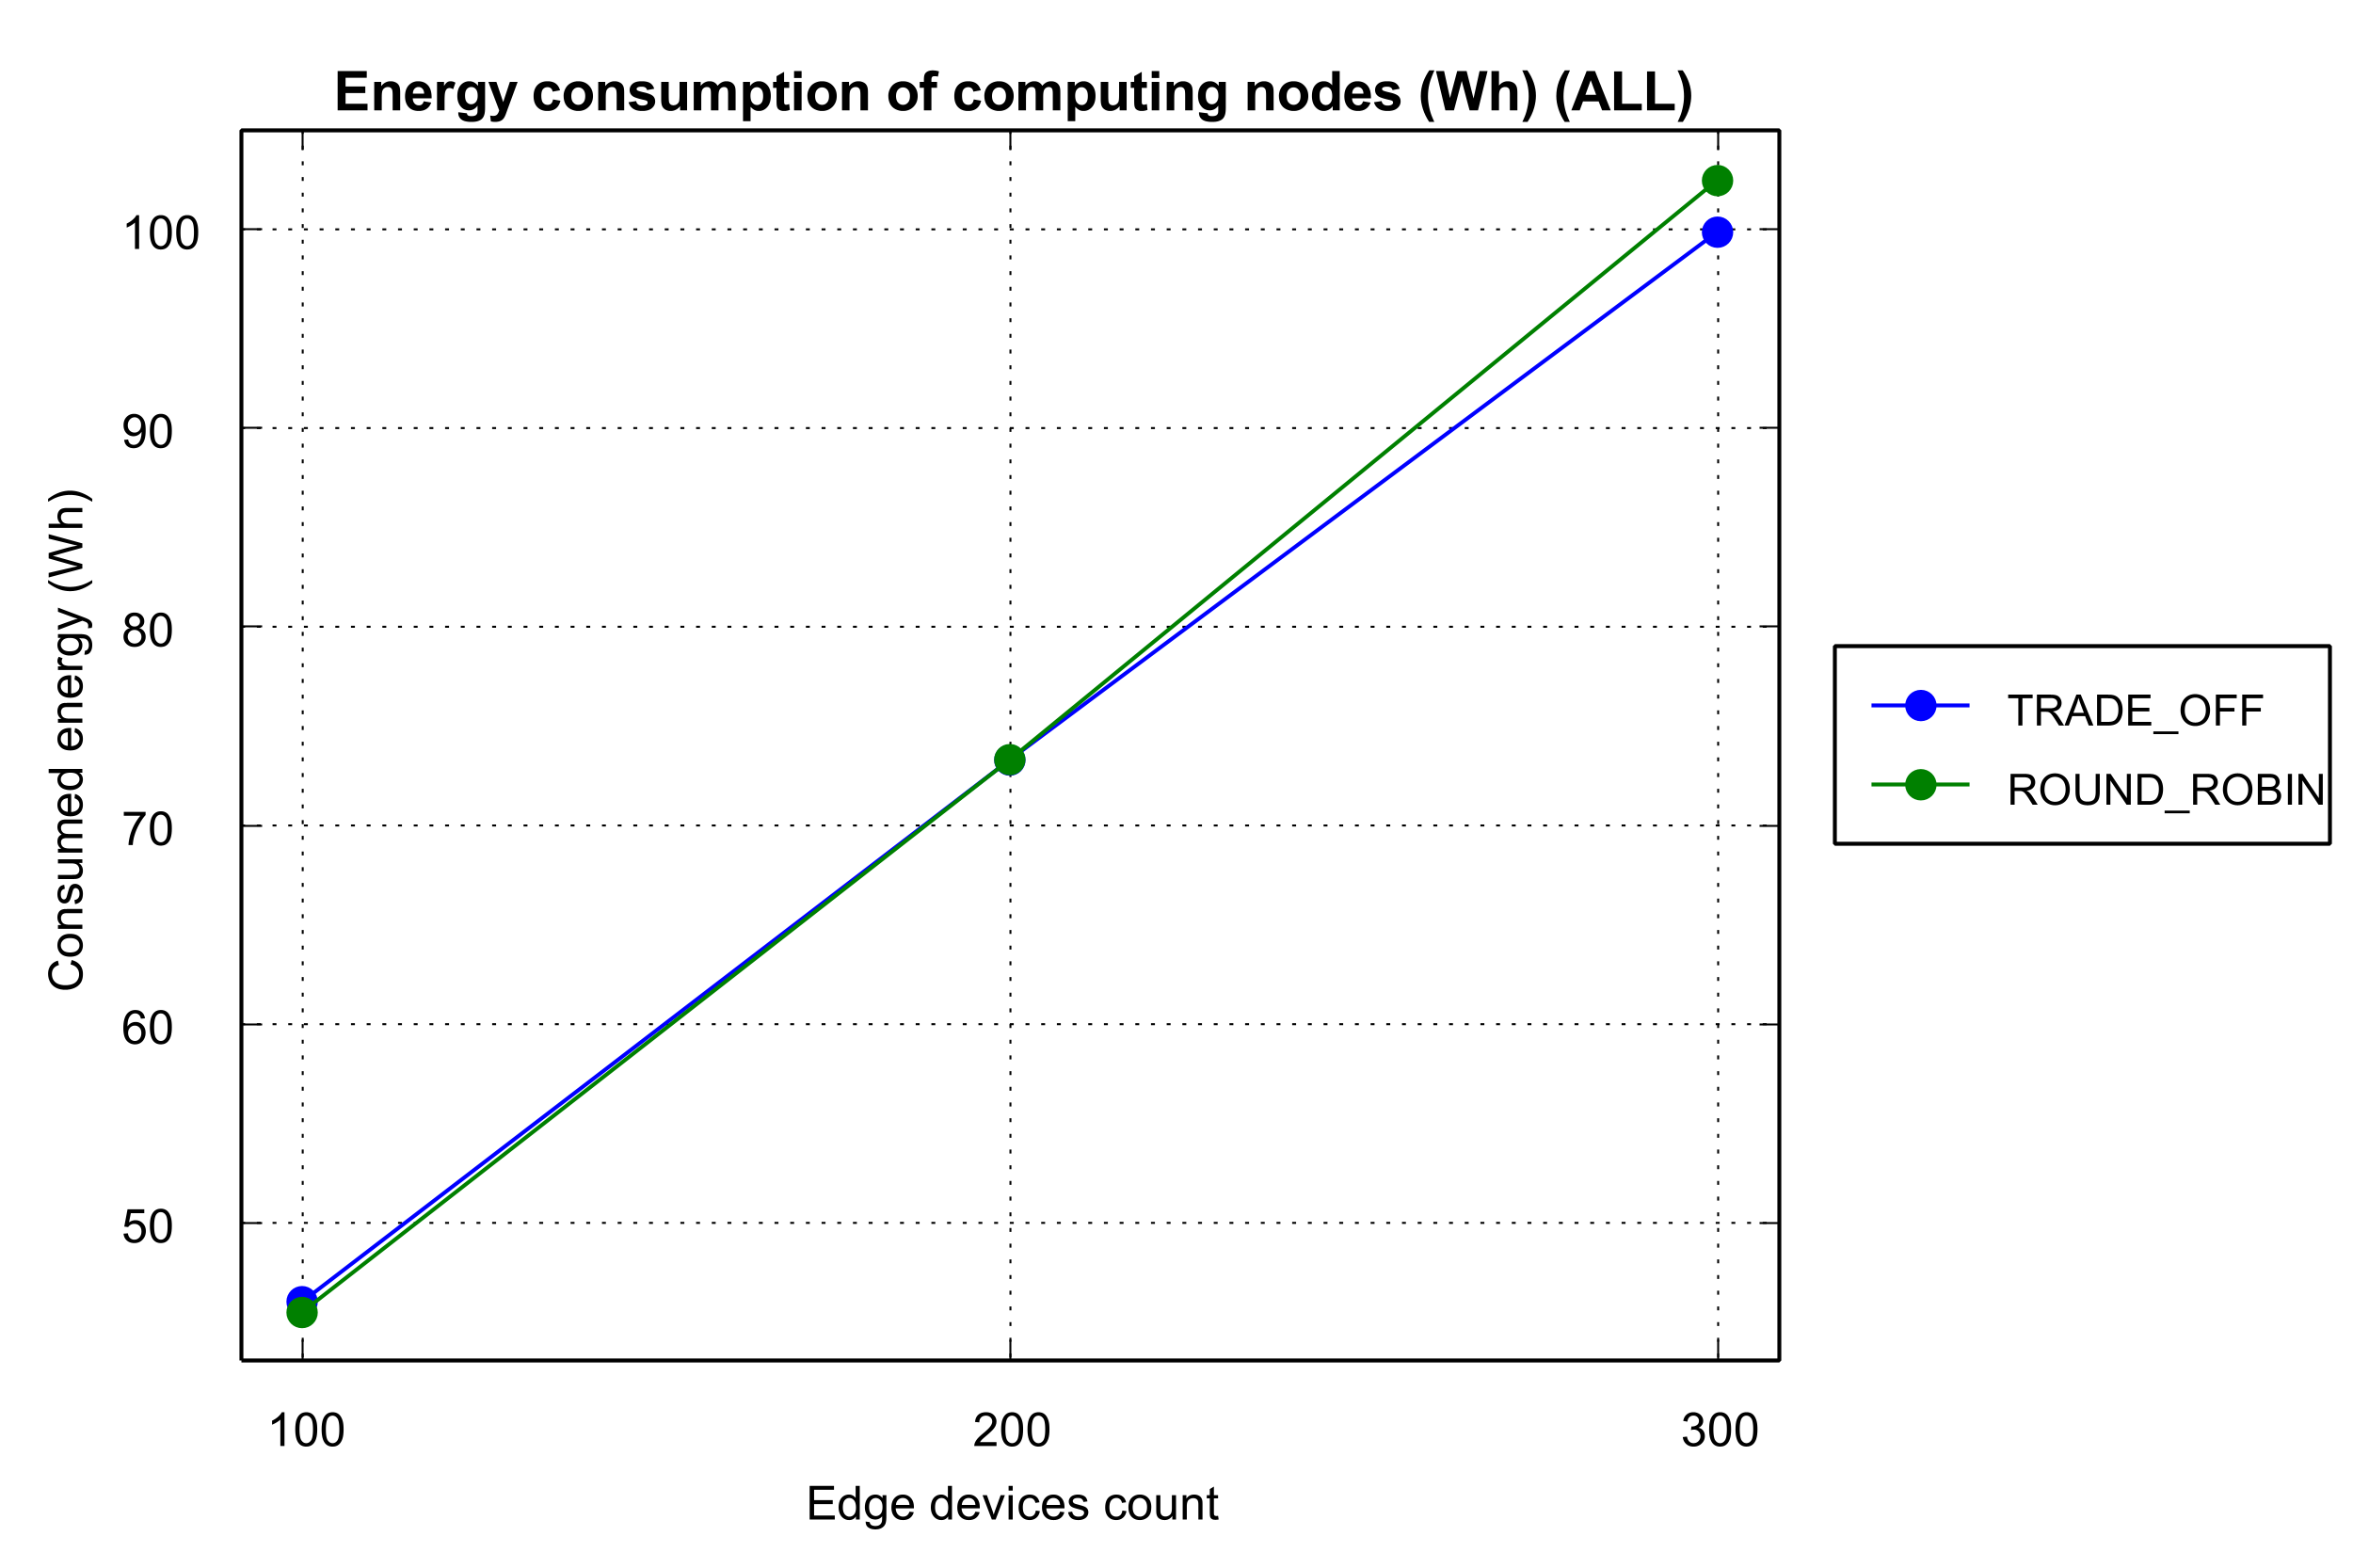 Energy consumption of computing nodes (Wh) (ALL)
100
90
80
70
60
50
Consumed energy (Wh)
100 200 300
Edge devices count
TRADE_OFF
ROUND_ROBIN